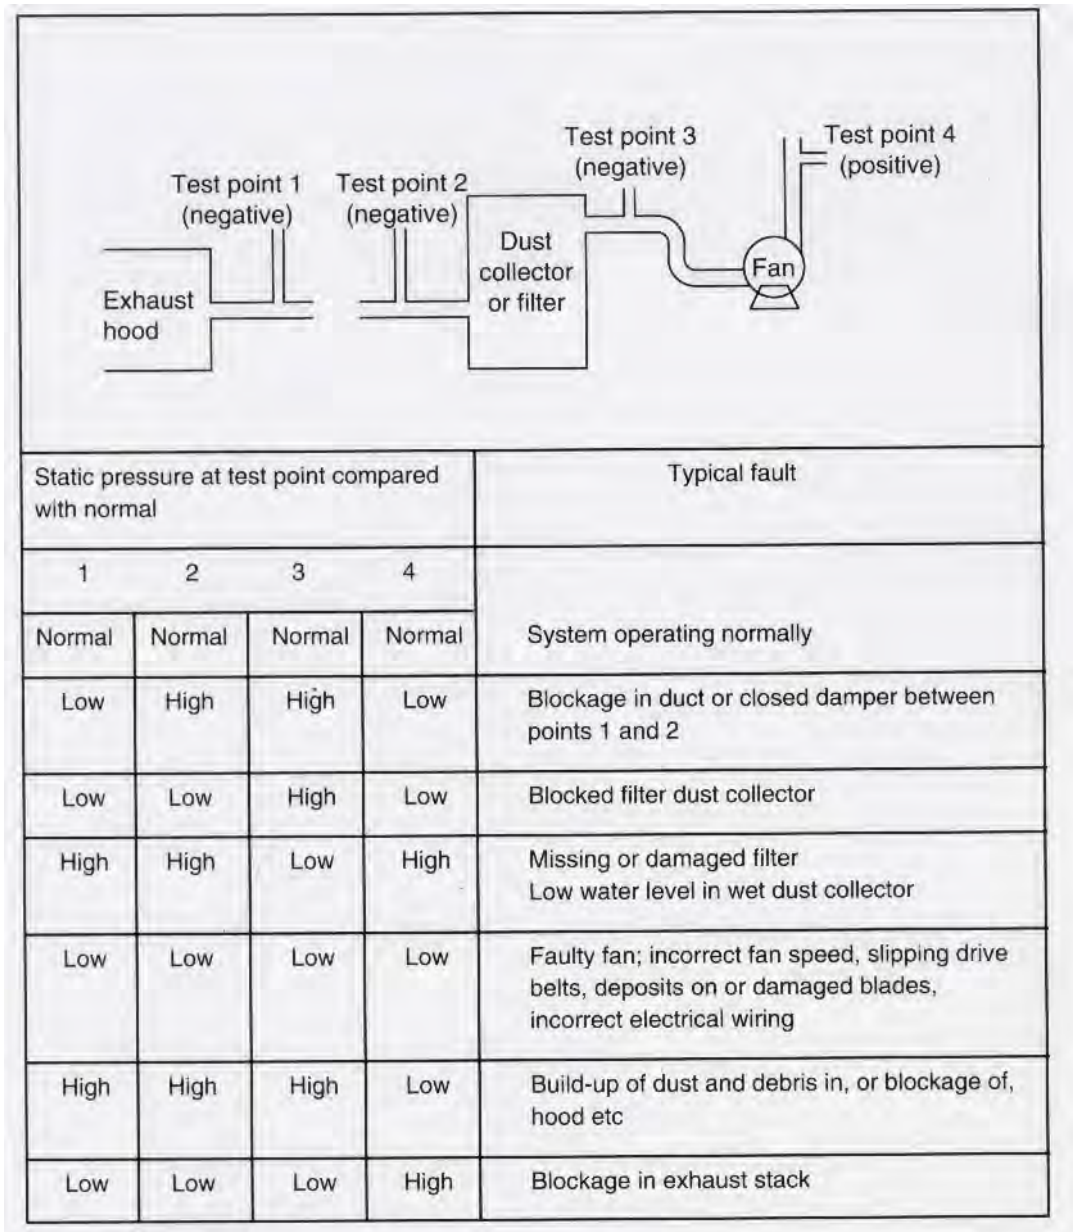 Test point 3
(negative)
Test point 4
(positive)
Test point 1
(negative)
Test point 2
(negative)
Dust
collector
or filter
Fan
Exhaust
hood
Static pressure at test point compared
with normal
Typical fault
1 2 3 4
Normal Normal Normal Normal System operating normally
Low High High Low Blockage in duct or closed damper between
points 1 and 2
Low Low High Low Blocked filter dust collector
High High Low High Missing or damaged filter
Low water level in wet dust collector
Low Low Low Low Faulty fan; incorrect fan speed, slipping drive
belts, deposits on or damaged blades,
incorrect electrical wiring
High High High Low Build-up of dust and debris in, or blockage of,
hood etc
Low Low Low High Blockage in exhaust stack